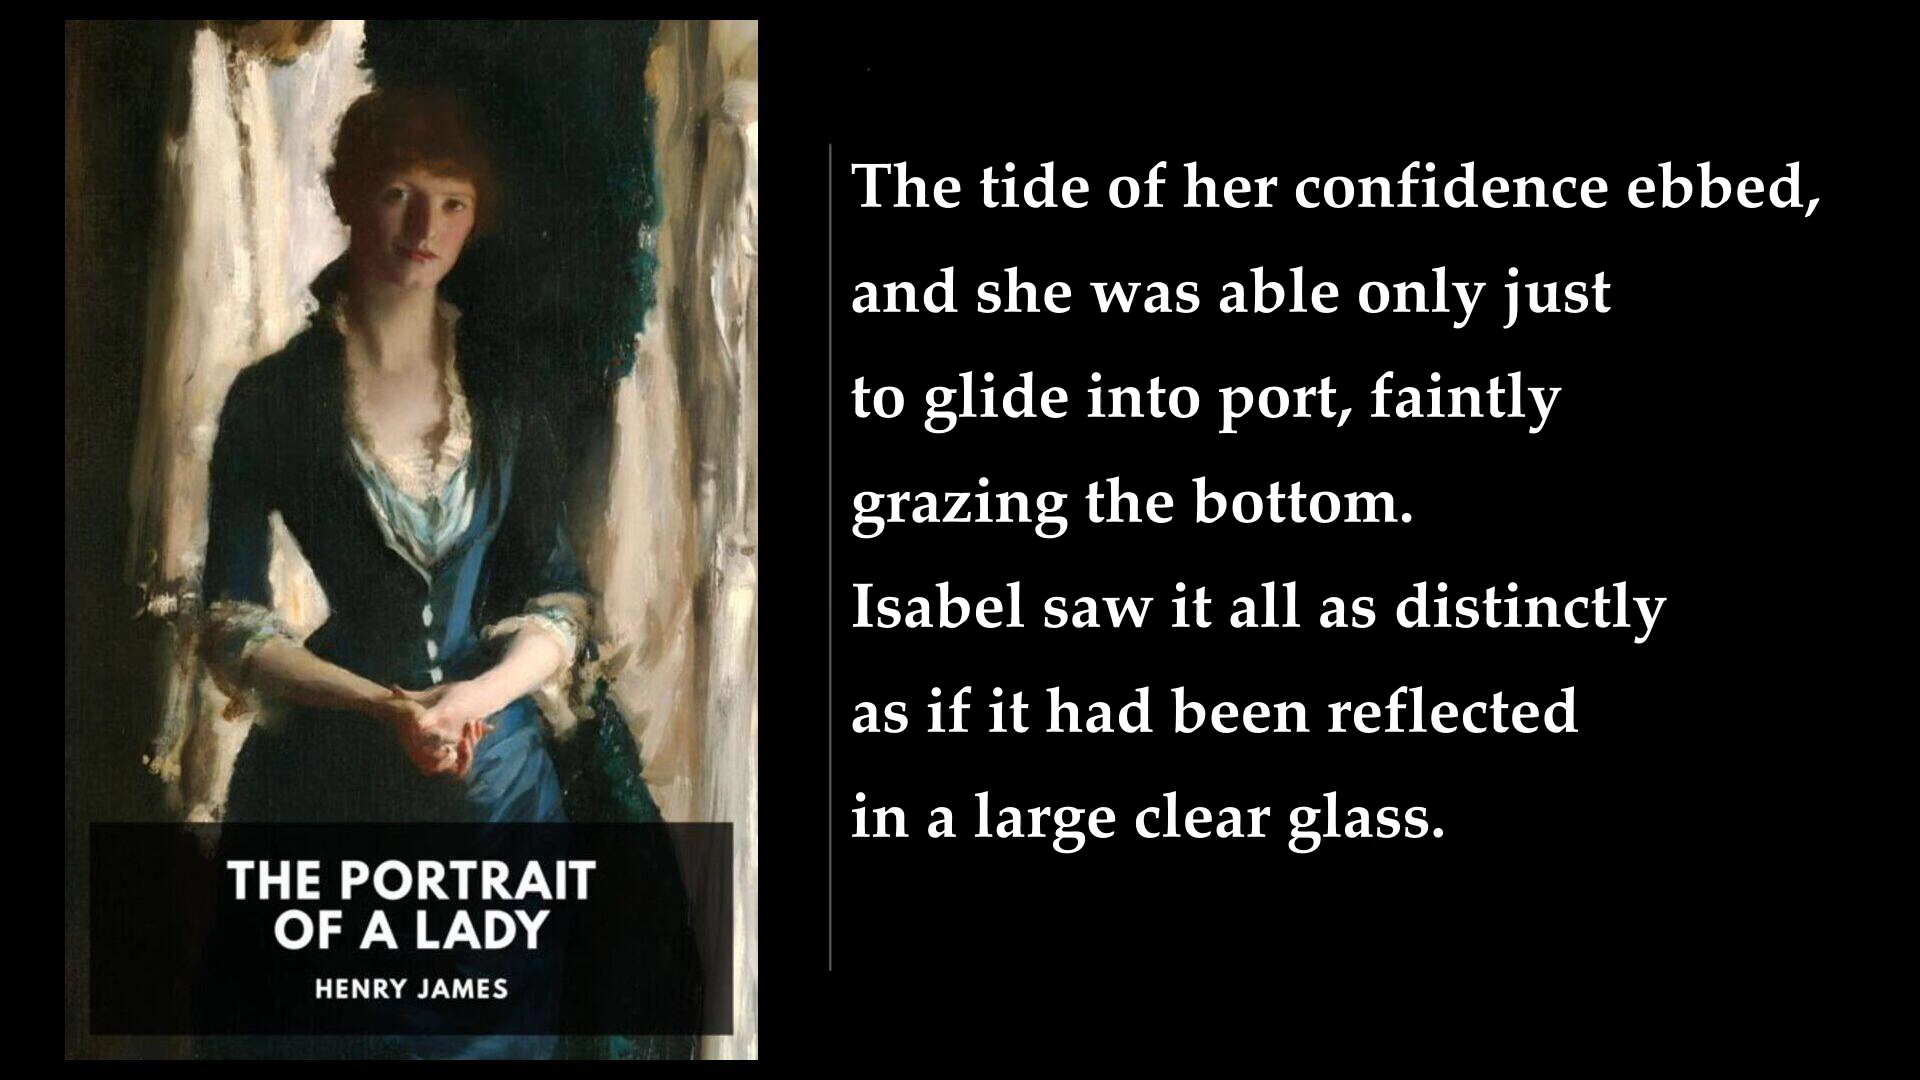 THE PORTRAIT
OF A LADY
HENRY JAMES
The tide of her confidence ebbed,
and she was able only just
to glide into port, faintly
grazing the bottom.
Isabel saw it all as distinctly
as if it had been reflected
in a large clear glass.